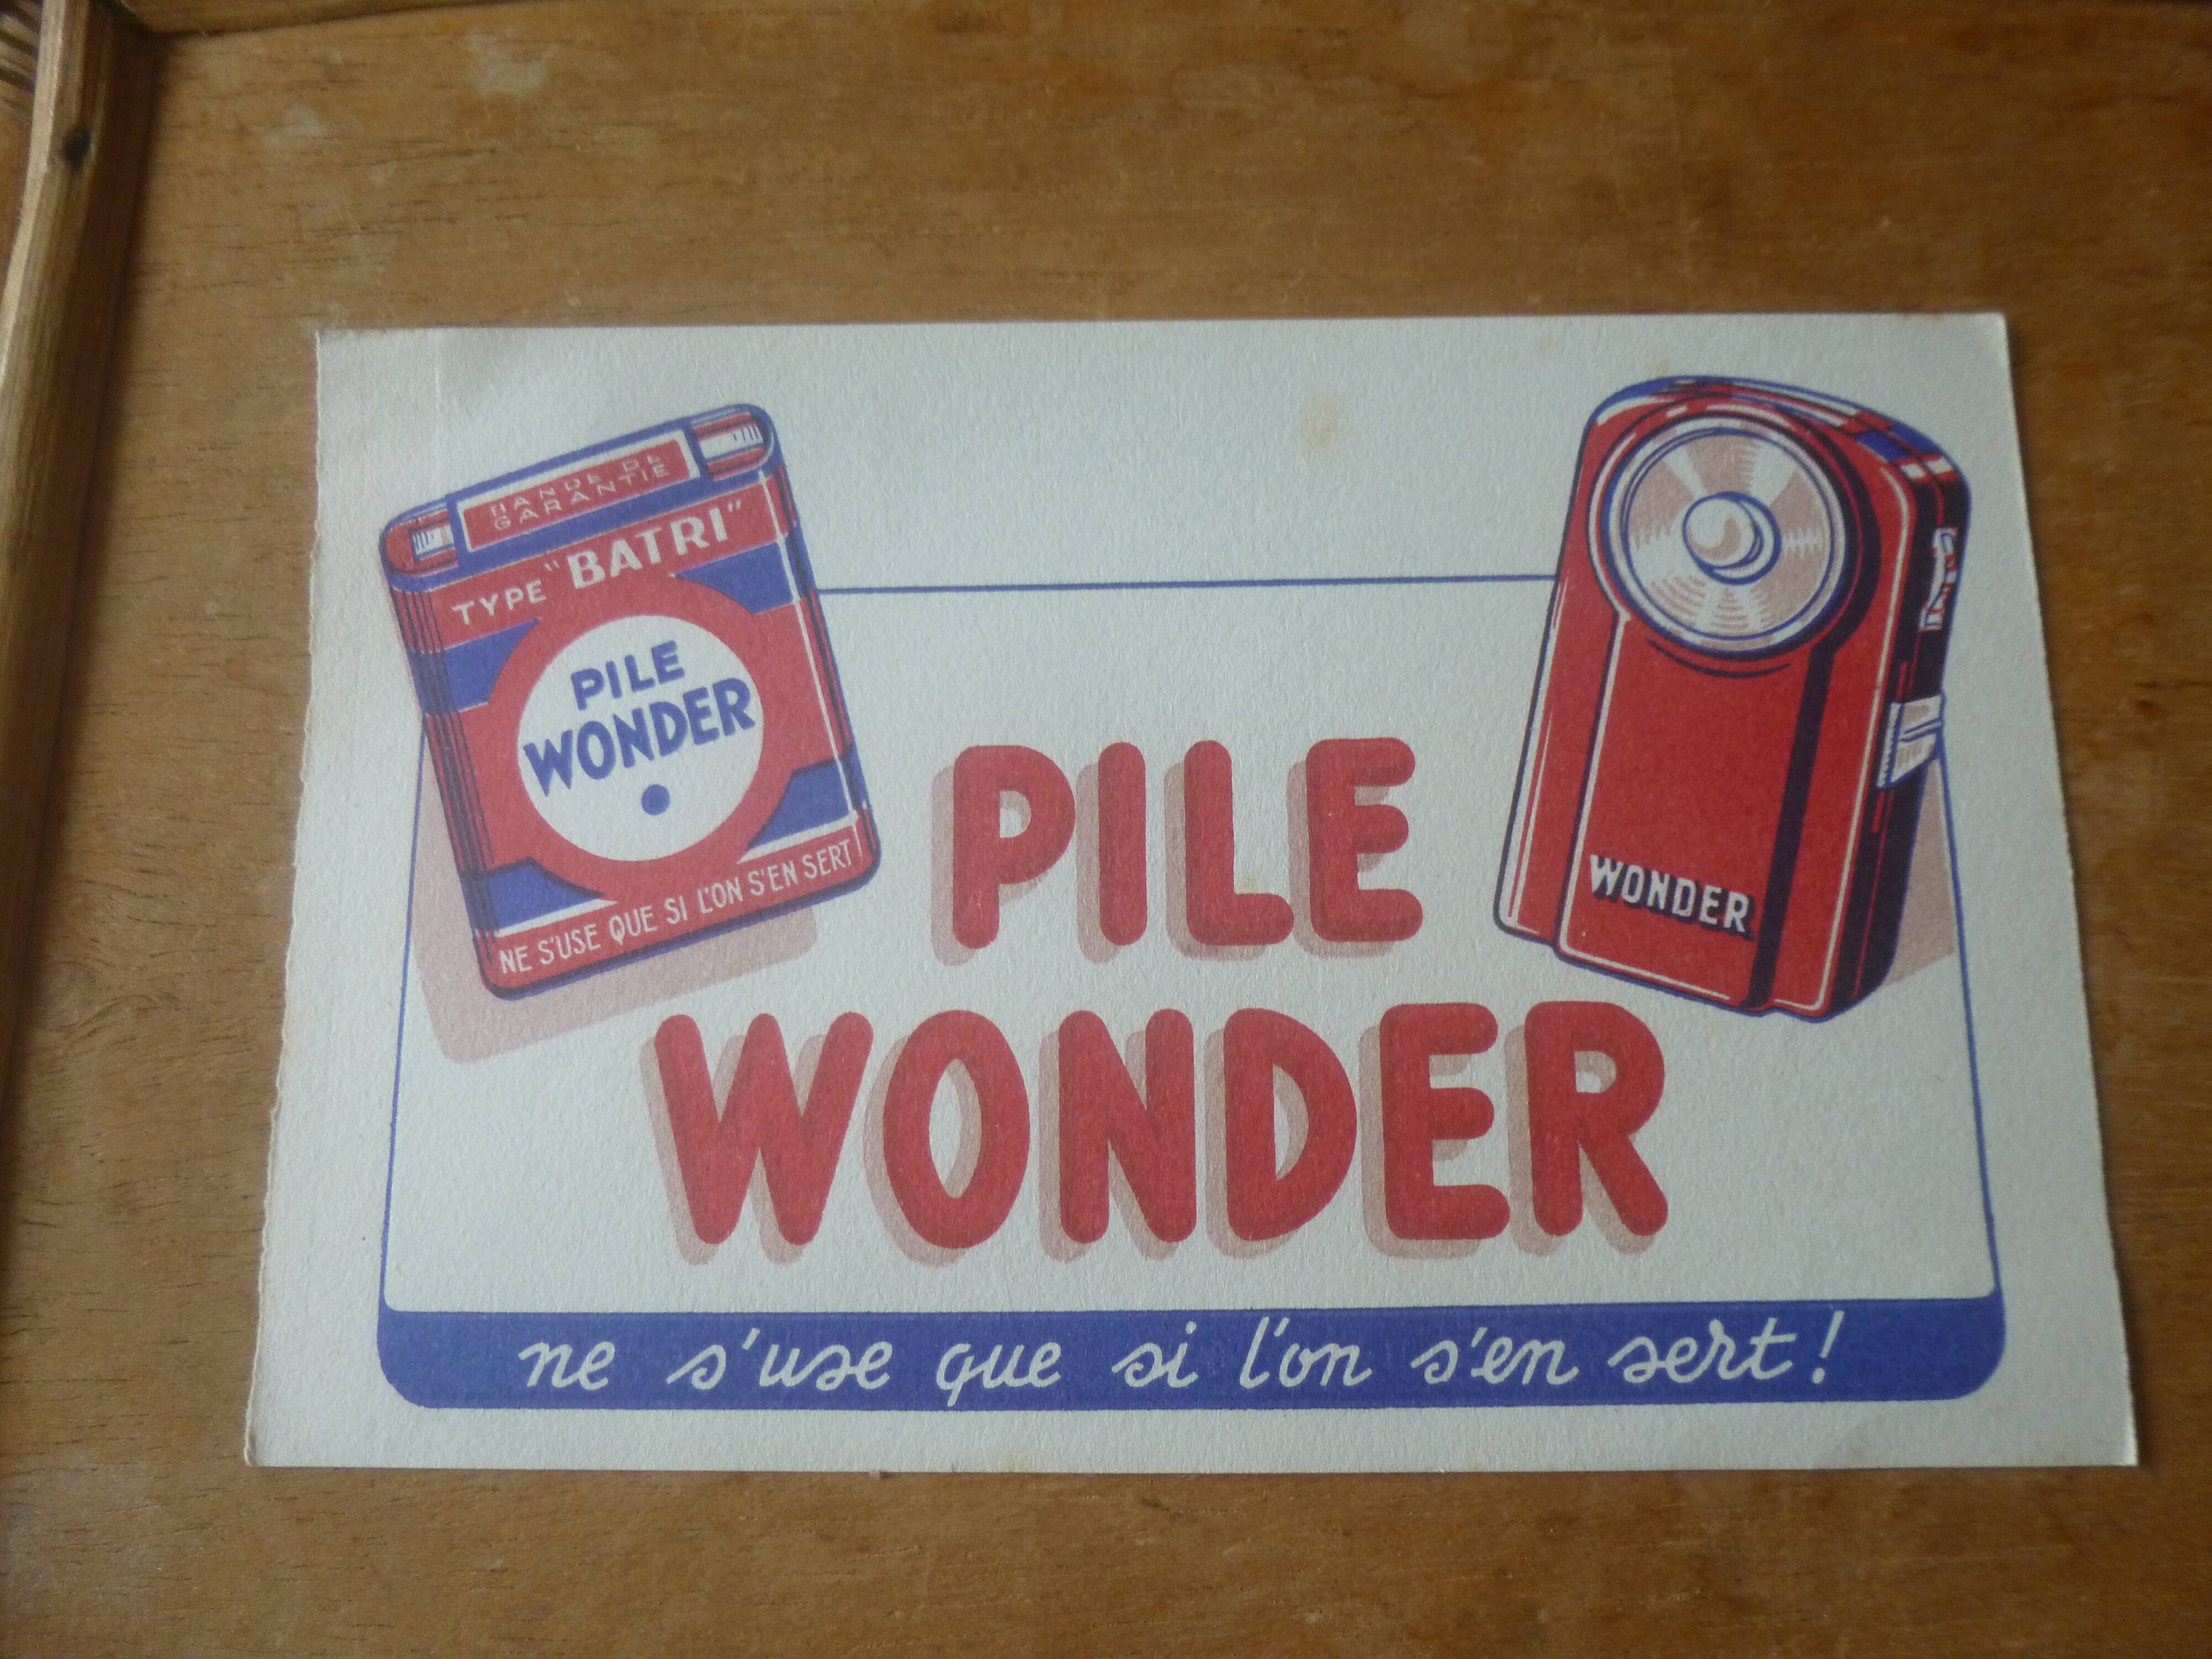 BANDE DE
GARANTIE
TYPE "BATRI"
PILE
WONDER
NE S'USE QUE SI L'ON S'EN SERT
WONDER
PILE
WONDER
ne s'use que si l'on s'en sert !